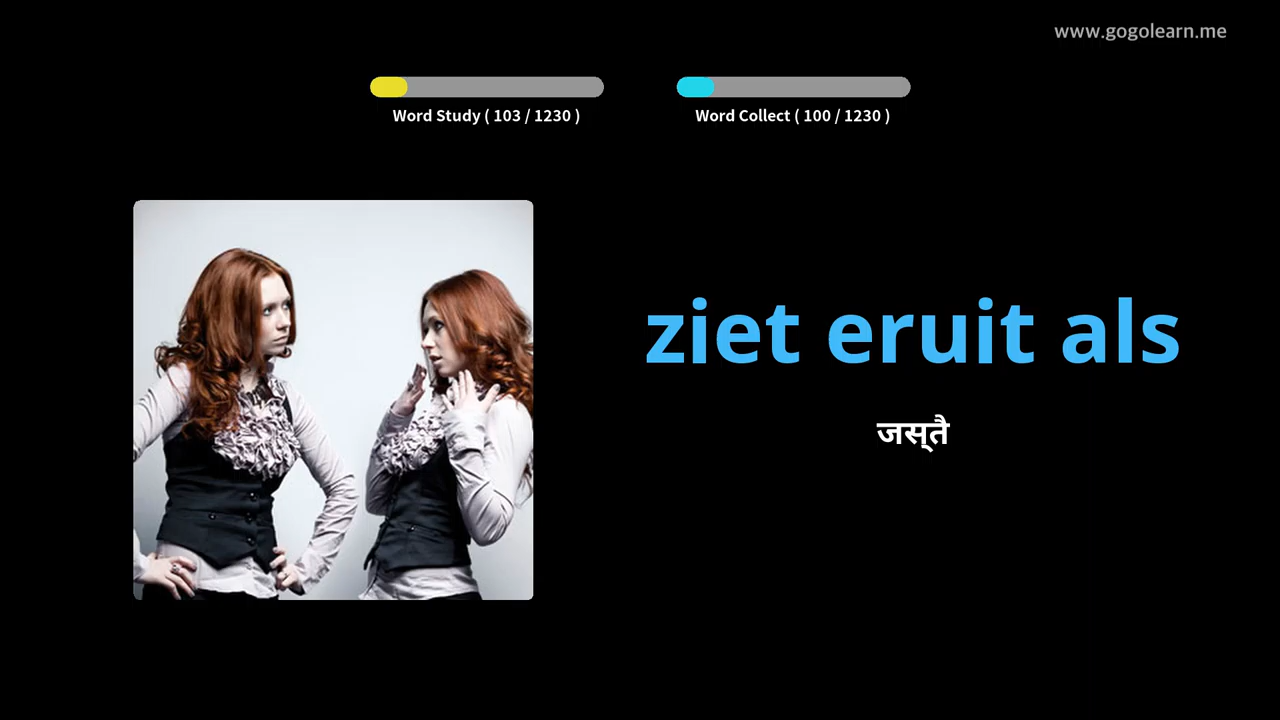 www.gogolearn.me
Word Study ( 103 / 1230 )
Word Collect ( 100 / 1230 )
ziet eruit als
जस्तै